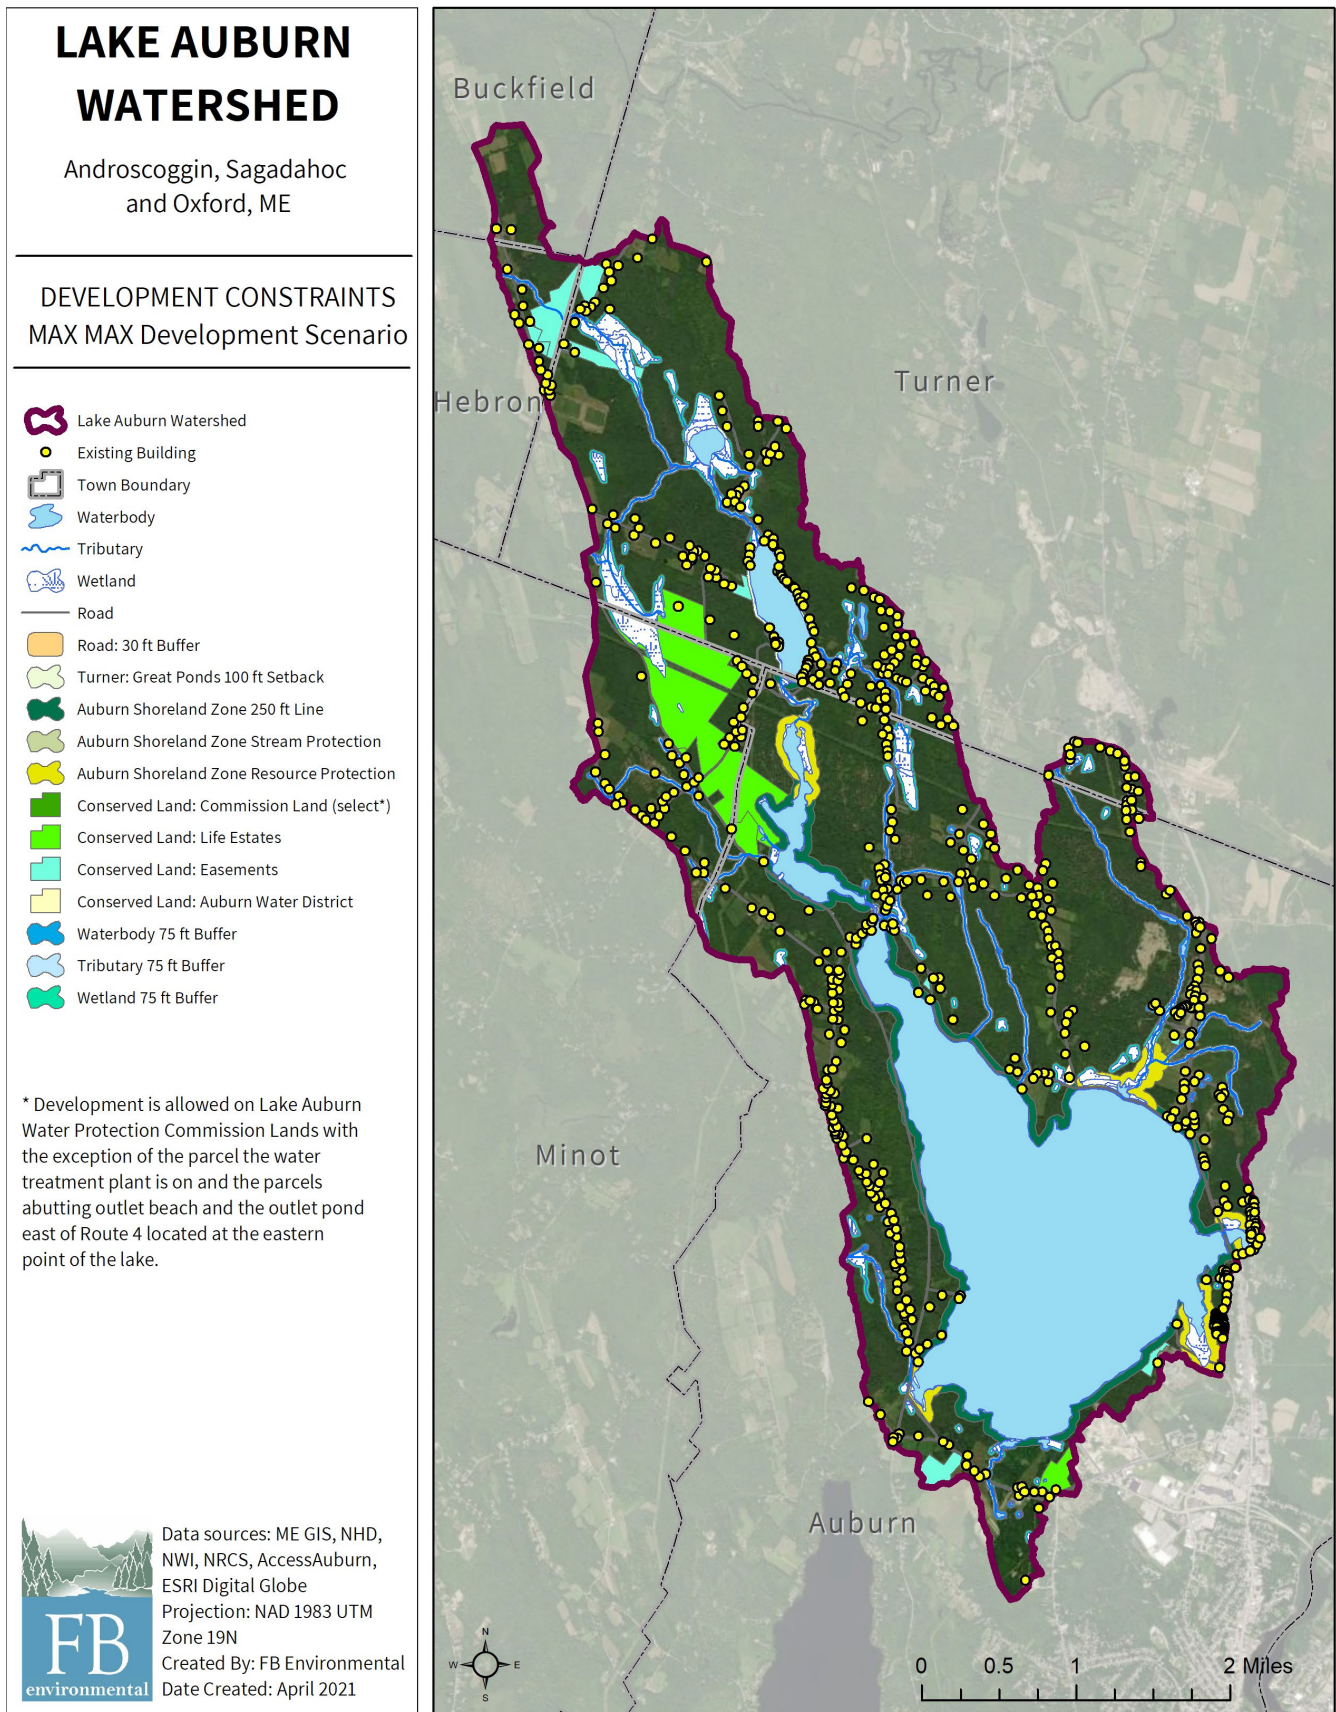 LAKE AUBURN
WATERSHED
Androscoggin, Sagadahoc
and Oxford, ME
DEVELOPMENT CONSTRAINTS
MAX MAX Development Scenario
Lake Auburn Watershed
Existing Building
Town Boundary
Waterbody
Tributary
Wetland
Road
Road: 30 ft Buffer
Turner: Great Ponds 100 ft Setback
Auburn Shoreland Zone 250 ft Line
Auburn Shoreland Zone Stream Protection
Auburn Shoreland Zone Resource Protection
Conserved Land: Commission Land (select*)
Conserved Land: Life Estates
Conserved Land: Easements
Conserved Land: Auburn Water District
Waterbody 75 ft Buffer
Tributary 75 ft Buffer
Wetland 75 ft Buffer
* Development is allowed on Lake Auburn
Water Protection Commission Lands with
the exception of the parcel the water
treatment plant is on and the parcels
abutting outlet beach and the outlet pond
east of Route 4 located at the eastern
point of the lake.
FB
environmental
Data sources: ME GIS, NHD,
NWI, NRCS, AccessAuburn,
ESRI Digital Globe
Projection: NAD 1983 UTM
Zone 19N
Created By: FB Environmental
Date Created: April 2021
Buckfield
Turner
Hebron
Minot
Auburn
N
W E
S
0 0.5 1 2 Miles